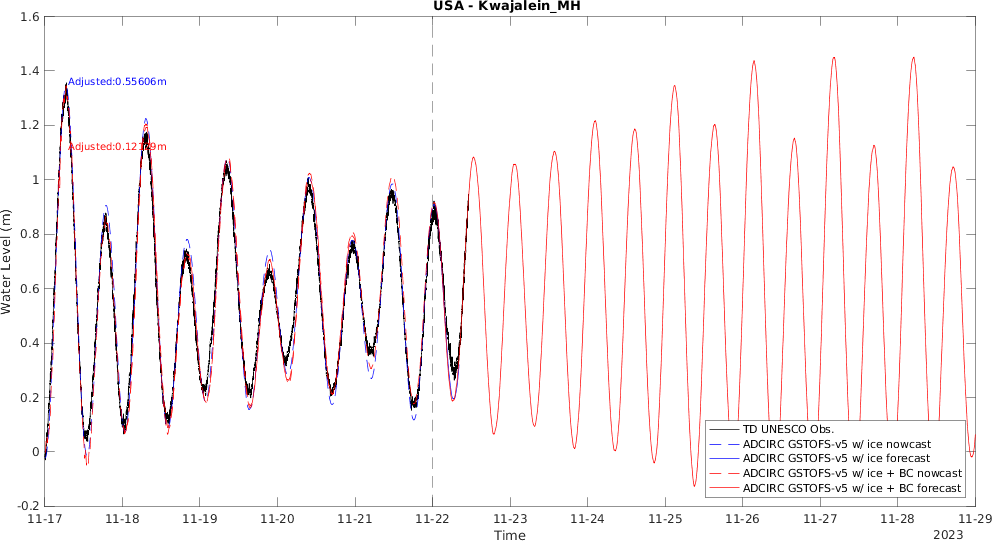 USA - Kwajalein_MH
1.6
1.4
1.2
1
0.8
0.6
0.4
0.2
0
-0.2
Water Level (m)
Adjusted:0.55606m
TD UNESCO Obs.
ADCIRC GSTOFS-v5 w/ ice nowcast
ADCIRC GSTOFS-v5 w/ ice forecast
ADCIRC GSTOFS-v5 w/ ice + BC nowcast
ADCIRC GSTOFS-v5 w/ ice + BC forecast
11-17 11-18 11-19 11-20 11-21 11-22 11-23 11-24 11-25 11-26 11-27 11-28 11-29
Time
2023